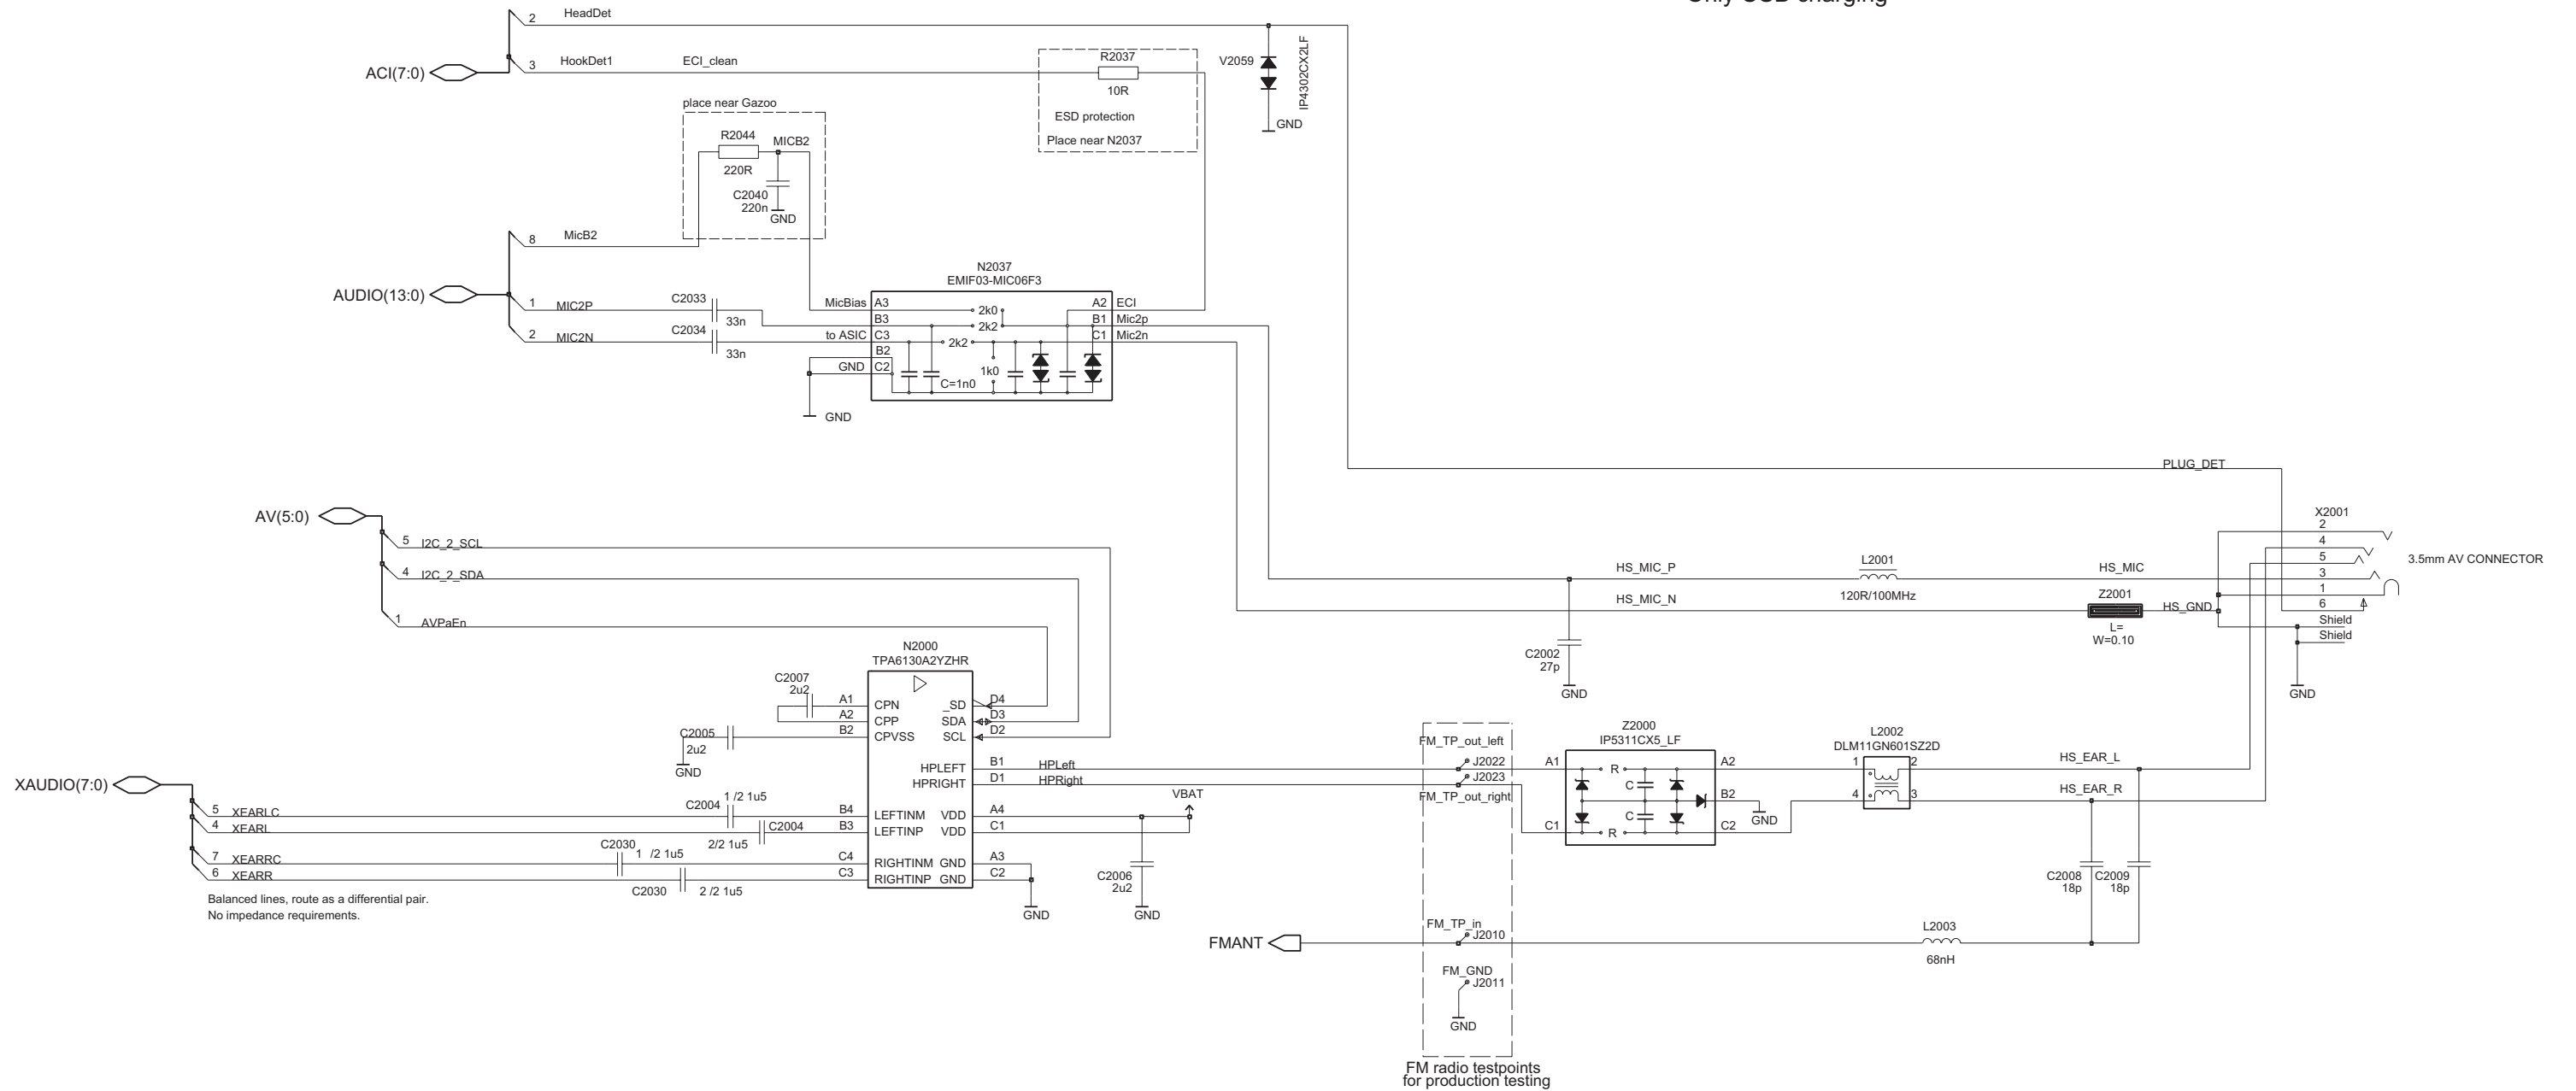 2 HeadDet
ACI(7:0)
3 HookDet1 ECI_clean
R2037
10R
ESD protection
Place near N2037
V2059
IP4302CX2LF
GND
place near Gazoo
R2044
220R
MICB2
C2040
220n
GND
8 MicB2
AUDIO(13:0)
1 MIC2P
C2033
33n
2 MIC2N
C2034
33n
N2037
EMIF03-MIC06F3
MicBias A3
B3
to ASIC C3
B2
GND C2
2k0
2k2
2k2
1k0
C=1n0
A2 ECI
B1 Mic2p
C1 Mic2n
GND
PLUG_DET
AV(5:0)
5 I2C_2_SCL
4 I2C_2_SDA
1 AVPaEn
X2001
2
4
5
3
1
6
Shield
Shield
3.5mm AV CONNECTOR
GND
HS_MIC_P
L2001
120R/100MHz
HS_MIC
HS_MIC_N
Z2001
L=
W=0.10
HS_GND
C2002
27p
GND
N2000
TPA6130A2YZHR
C2007
2u2
A1 CPN
A2 CPP
B2 CPVSS
C2005
2u2
GND
_SD D4
SDA D3
SCL D2
HPLEFT B1 HPLeft
HPRIGHT D1 HPRight
XAUDIO(7:0)
5 XEARLC
4 XEARL
7 XEARRC
6 XEARR
C2004
1 /2 1u5
C2004
2/2 1u5
C2030
1 /2 1u5
C2030
2 /2 1u5
B4 LEFTINM VDD A4
B3 LEFTINP VDD C1
C4 RIGHTINM GND A3
C3 RIGHTINP GND C2
Balanced lines, route as a differential pair.
No impedance requirements.
VBAT
C2006
2u2
GND
GND
FM_TP_out_left
J2022
J2023
FM_TP_out_right
Z2000
IP5311CX5_LF
A1 R A2
C
B2
C
C1 R C2
GND
L2002
DLM11GN601SZ2D
1 2
4 3
HS_EAR_L
HS_EAR_R
C2008
18p
C2009
18p
FMANT
FM_TP_in
J2010
L2003
68nH
FM_GND
J2011
GND
FM radio testpoints
for production testing